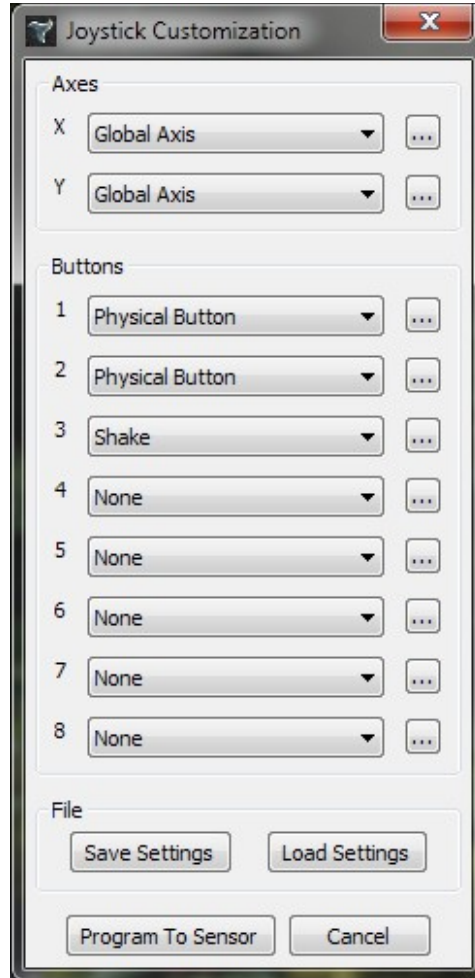 Joystick Customization
Axes
X Global Axis ...
Y Global Axis ...
Buttons
1 Physical Button ...
2 Physical Button ...
3 Shake ...
4 None ...
5 None ...
6 None ...
7 None ...
8 None ...
File
Save Settings Load Settings
Program To Sensor Cancel